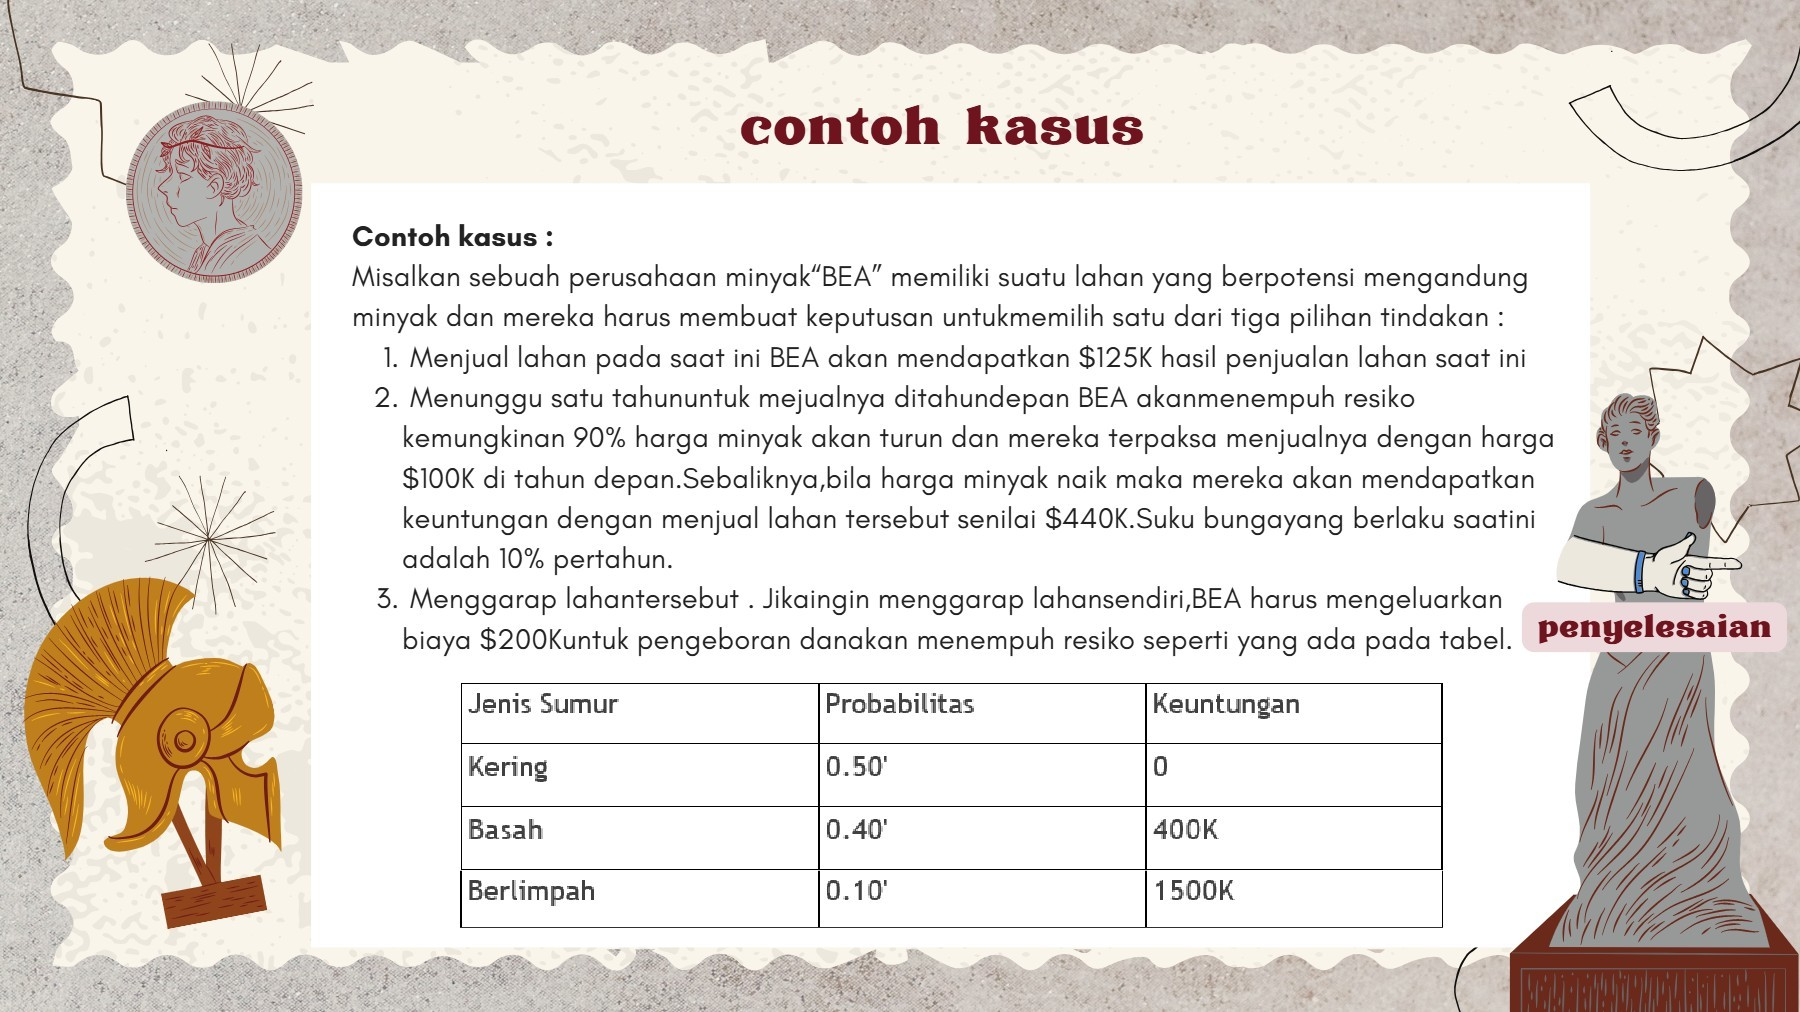 contoh kasus
Contoh kasus :
Misalkan sebuah perusahaan minyak“BEA” memiliki suatu lahan yang berpotensi mengandung
minyak dan mereka harus membuat keputusan untukmemilih satu dari tiga pilihan tindakan :
1. Menjual lahan pada saat ini BEA akan mendapatkan $125K hasil penjualan lahan saat ini
2. Menunggu satu tahununtuk mejualnya ditahundepan BEA akanmenempuh resiko
kemungkinan 90% harga minyak akan turun dan mereka terpaksa menjualnya dengan harga
$100K di tahun depan.Sebaliknya,bila harga minyak naik maka mereka akan mendapatkan
keuntungan dengan menjual lahan tersebut senilai $440K.Suku bungayang berlaku saatini
adalah 10% pertahun.
3. Menggarap lahantersebut . Jikaingin menggarap lahansendiri,BEA harus mengeluarkan
biaya $200Kuntuk pengeboran danakan menempuh resiko seperti yang ada pada tabel.
penyelesaian
Jenis Sumur Probabilitas Keuntungan
Kering 0.50' 0
Basah 0.40' 400K
Berlimpah 0.10' 1500K